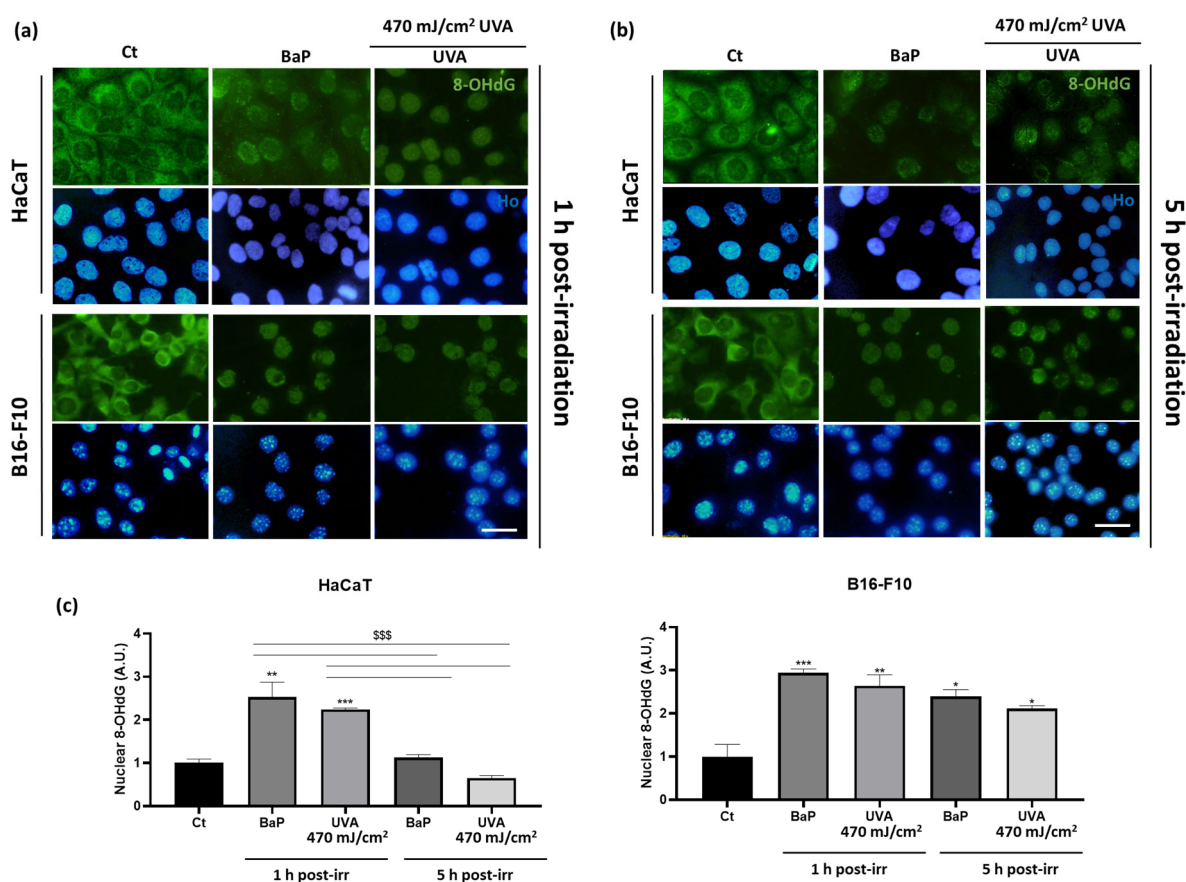 (a)
470 mJ/cm² UVA
Ct
BaP
UVA
8-OHdG
HaCaT
Ho
B16-F10
1 h post-irradiation
(b)
470 mJ/cm² UVA
Ct
BaP
UVA
8-OHdG
HaCaT
Ho
B16-F10
5 h post-irradiation
(c)
HaCaT
Nuclear 8-OHdG (A.U.)
4
3
2
1
0
$$$
**
***
Ct
BaP
UVA
470 mJ/cm²
BaP
UVA
470 mJ/cm²
1 h post-irr
5 h post-irr
B16-F10
Nuclear 8-OHdG (A.U.)
4
3
2
1
0
***
**
*
*
Ct
BaP
UVA
470 mJ/cm²
BaP
UVA
470 mJ/cm²
1 h post-irr
5 h post-irr